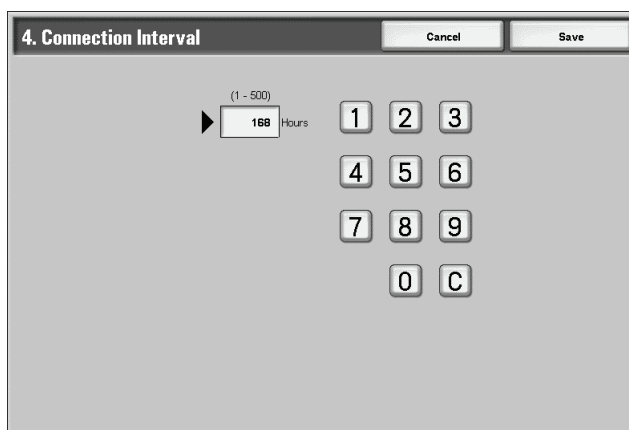 4. Connection Interval
Cancel
Save
(1 - 500)
168 Hours
1 2 3
4 5 6
7 8 9
0 C